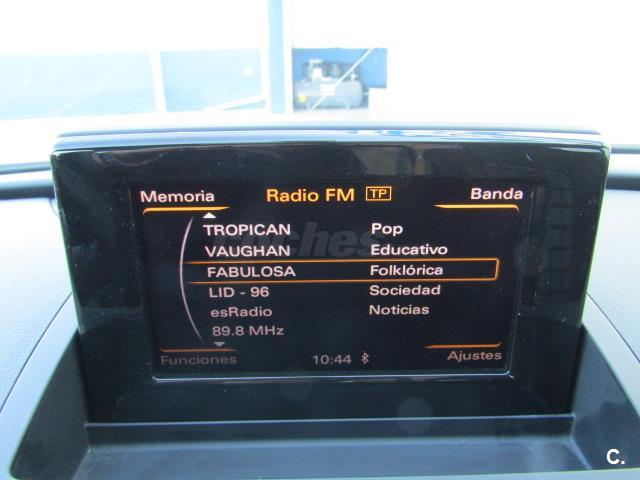 Memoria Radio FM TP Banda
TROPICAN Pop
VAUGHAN Educativo
FABULOSA Folklórica
LID - 96 Sociedad
esRadio Noticias
89.8 MHz
Funciones 10:44 Ajustes
coches
C.